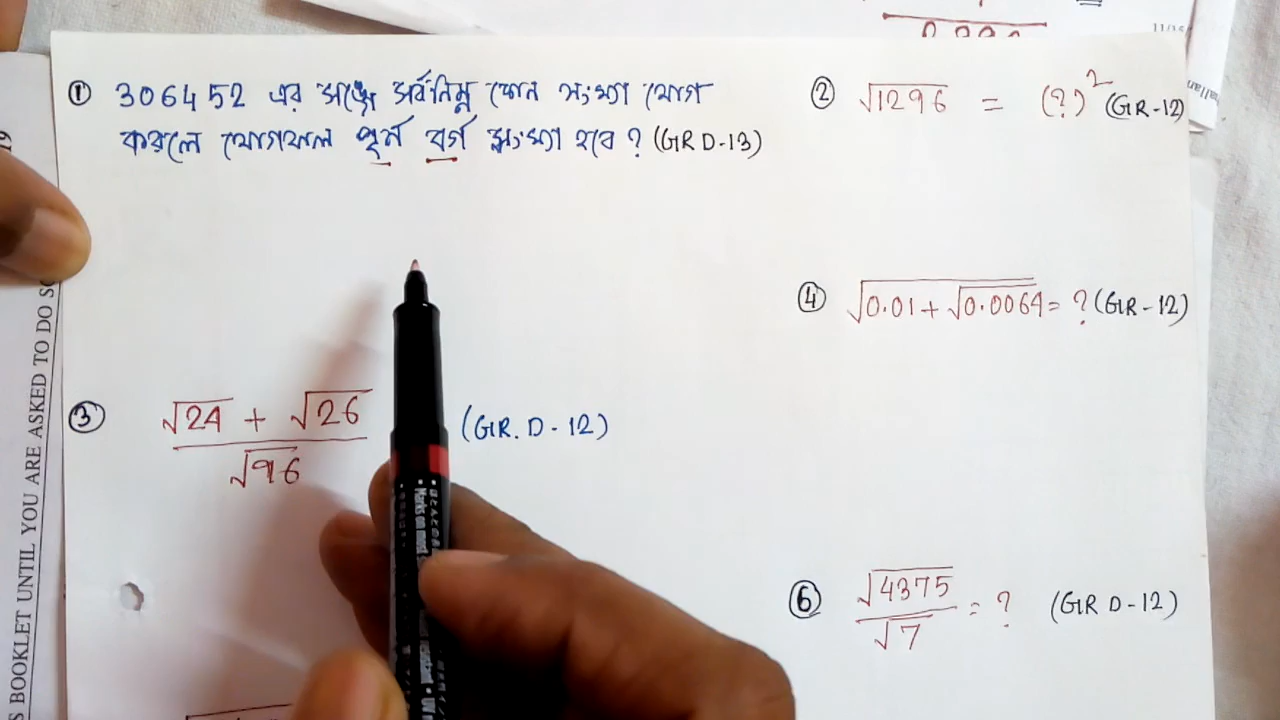 ① 306452 এর সঙ্গে সর্বনিম্ন কোন সংখ্যা যোগ
করলে যোগফল পূর্ন বর্গ সংখ্যা হবে ? (GR D-13)
② √1296 = (?)² (GR-12)
④ √(0.01 + √0.0064) = ? (GR-12)
③ (√24 + √26) / √96 (GR. D - 12)
⑥ √4375 / √7 = ? (GR D-12)
S BOOKLET UNTIL YOU ARE ASKED TO DO SO